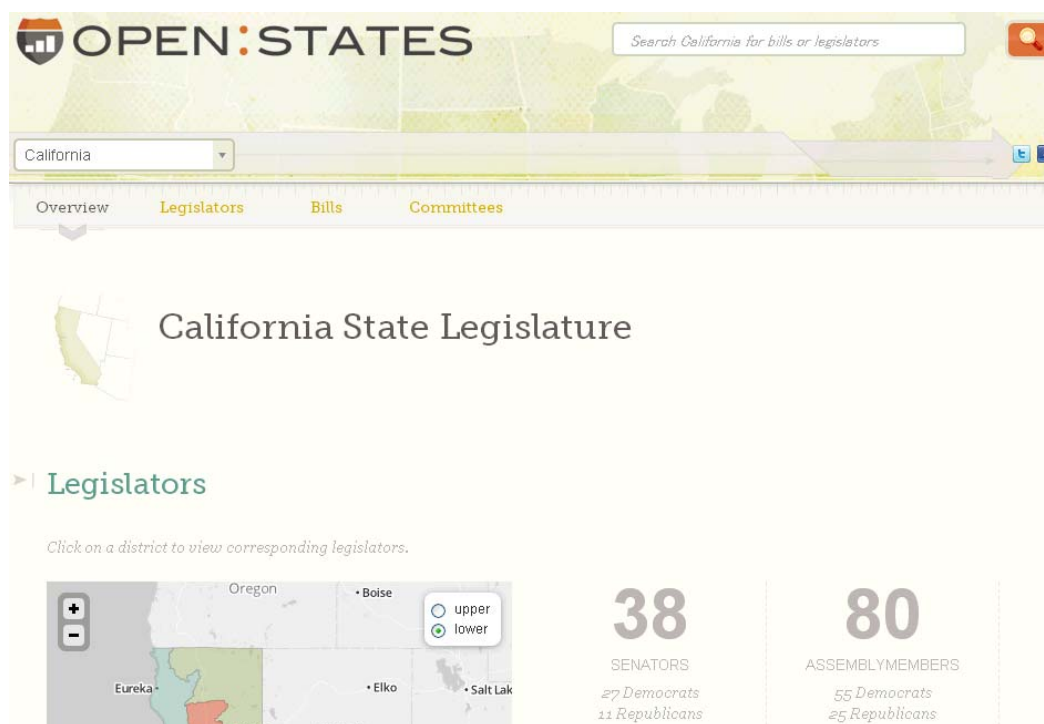 OPEN:STATES
Search California for bills or legislators
California
Overview Legislators Bills Committees
California State Legislature
Legislators
Click on a district to view corresponding legislators.
Oregon
Boise
upper
lower
Eureka
Elko
Salt Lak
38
SENATORS
27 Democrats
11 Republicans
80
ASSEMBLYMEMBERS
55 Democrats
25 Republicans